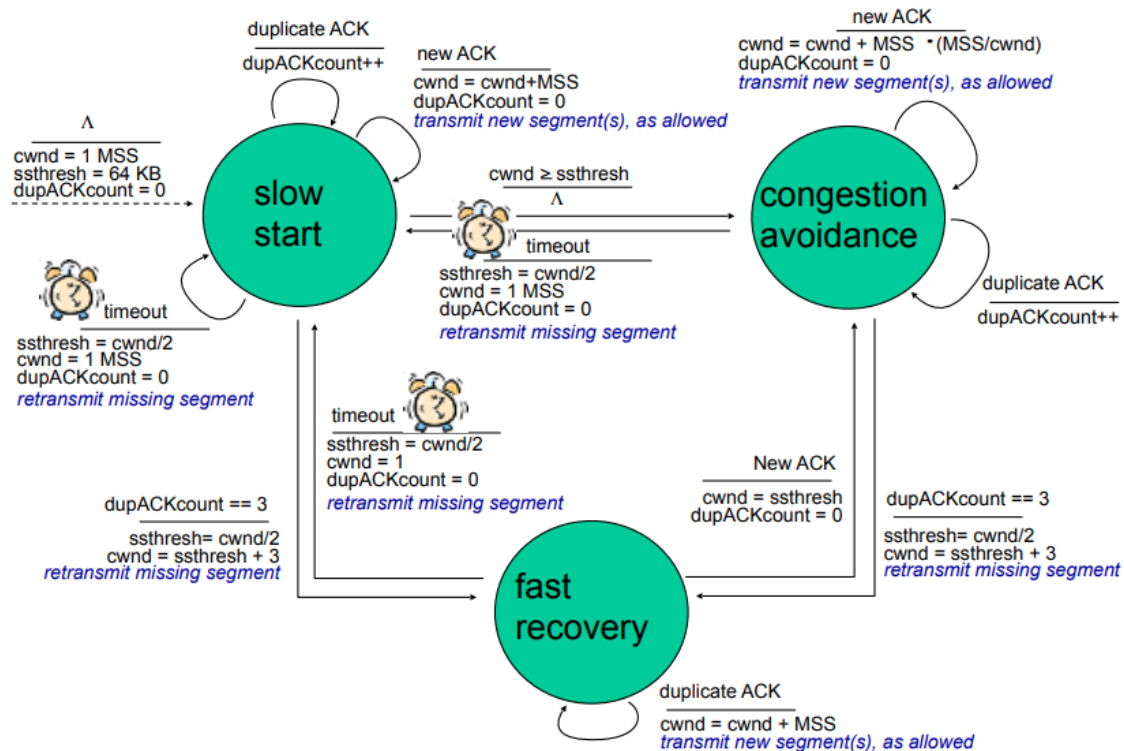 duplicate ACK
dupACKcount++
new ACK
cwnd = cwnd+MSS
dupACKcount = 0
transmit new segment(s), as allowed
new ACK
cwnd = cwnd + MSS • (MSS/cwnd)
dupACKcount = 0
transmit new segment(s), as allowed
Λ
cwnd = 1 MSS
ssthresh = 64 KB
dupACKcount = 0
slow
start
cwnd ≥ ssthresh
Λ
congestion
avoidance
timeout
ssthresh = cwnd/2
cwnd = 1 MSS
dupACKcount = 0
retransmit missing segment
duplicate ACK
dupACKcount++
timeout
ssthresh = cwnd/2
cwnd = 1 MSS
dupACKcount = 0
retransmit missing segment
timeout
ssthresh = cwnd/2
cwnd = 1
dupACKcount = 0
retransmit missing segment
dupACKcount == 3
ssthresh= cwnd/2
cwnd = ssthresh + 3
retransmit missing segment
New ACK
cwnd = ssthresh
dupACKcount = 0
dupACKcount == 3
ssthresh= cwnd/2
cwnd = ssthresh + 3
retransmit missing segment
fast
recovery
duplicate ACK
cwnd = cwnd + MSS
transmit new segment(s), as allowed